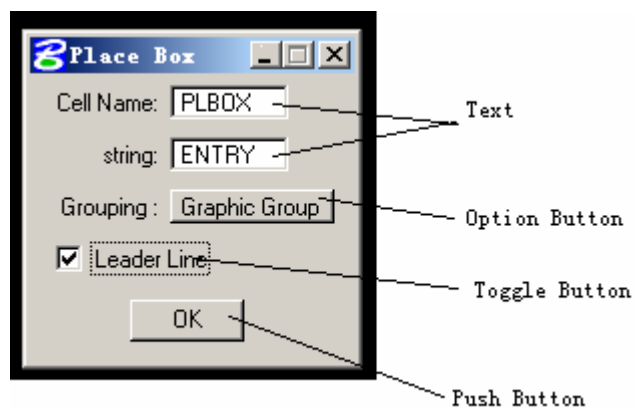 Place Box
Cell Name: PLBOX
Text
string: ENTRY
Grouping : Graphic Group
Option Button
Leader Line
Toggle Button
OK
Push Button